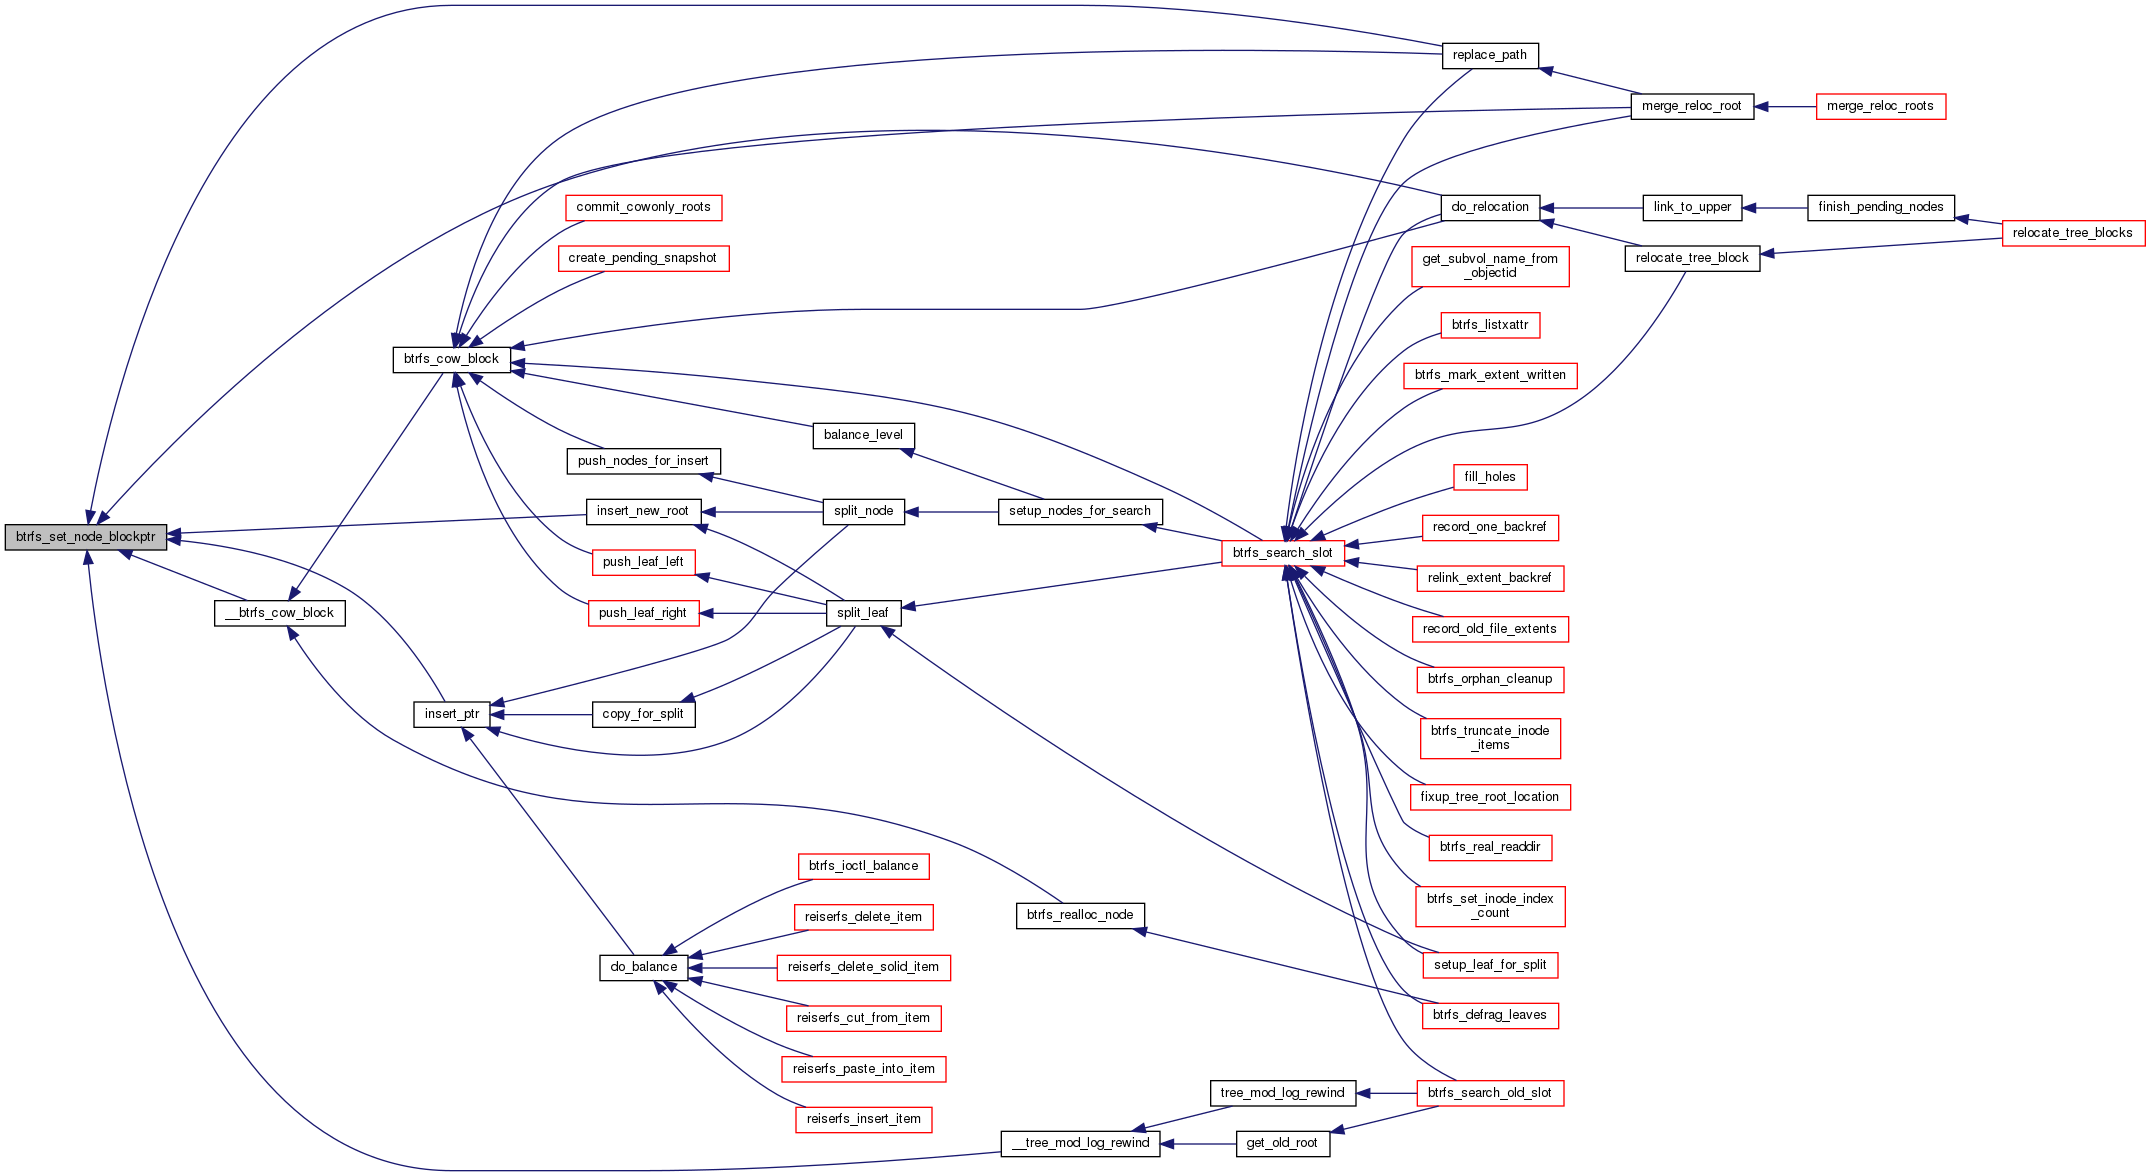 replace_path
merge_reloc_root
merge_reloc_roots
commit_cowonly_roots
do_relocation
link_to_upper
finish_pending_nodes
relocate_tree_blocks
create_pending_snapshot
get_subvol_name_from
_objectid
relocate_tree_block
btrfs_listxattr
btrfs_cow_block
btrfs_mark_extent_written
balance_level
push_nodes_for_insert
fill_holes
insert_new_root
split_node
setup_nodes_for_search
record_one_backref
btrfs_set_node_blockptr
btrfs_search_slot
push_leaf_left
relink_extent_backref
__btrfs_cow_block
push_leaf_right
split_leaf
record_old_file_extents
btrfs_orphan_cleanup
insert_ptr
copy_for_split
btrfs_truncate_inode
_items
fixup_tree_root_location
btrfs_real_readdir
btrfs_ioctl_balance
btrfs_set_inode_index
_count
reiserfs_delete_item
btrfs_realloc_node
do_balance
reiserfs_delete_solid_item
setup_leaf_for_split
reiserfs_cut_from_item
btrfs_defrag_leaves
reiserfs_paste_into_item
tree_mod_log_rewind
btrfs_search_old_slot
reiserfs_insert_item
__tree_mod_log_rewind
get_old_root